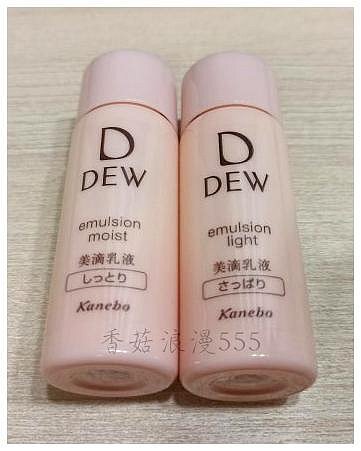 D
DEW
emulsion
moist
美滴乳液
しっとり
Kanebo
D
DEW
emulsion
light
美滴乳液
さっぱり
Kanebo
香菇浪漫555